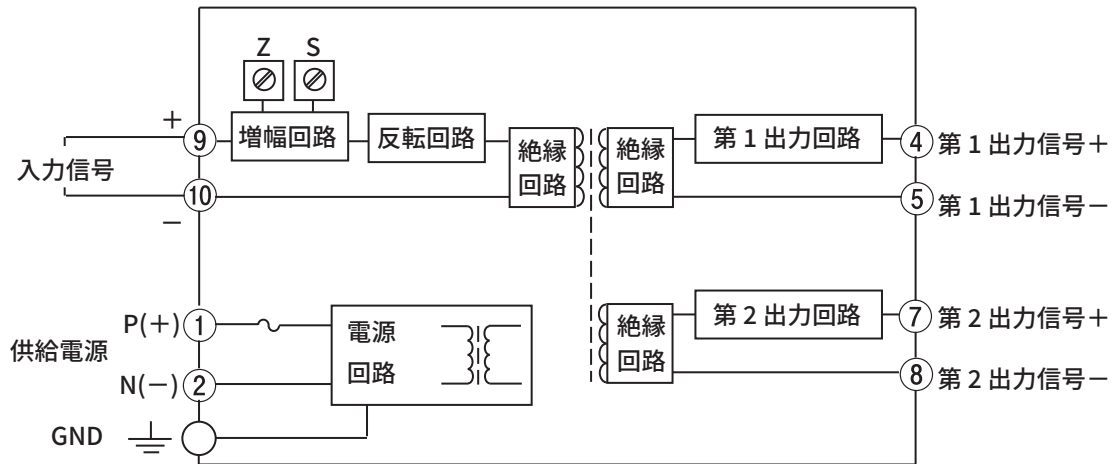 Z S
+
⑨ 増幅回路 反転回路 絶縁回路 絶縁回路 第1出力回路 ④ 第1出力信号+
入力信号
⑩ ⑤ 第1出力信号−
−
P(+) ① 電源回路 絶縁回路 第2出力回路 ⑦ 第2出力信号+
供給電源
N(−) ② ⑧ 第2出力信号−
GND